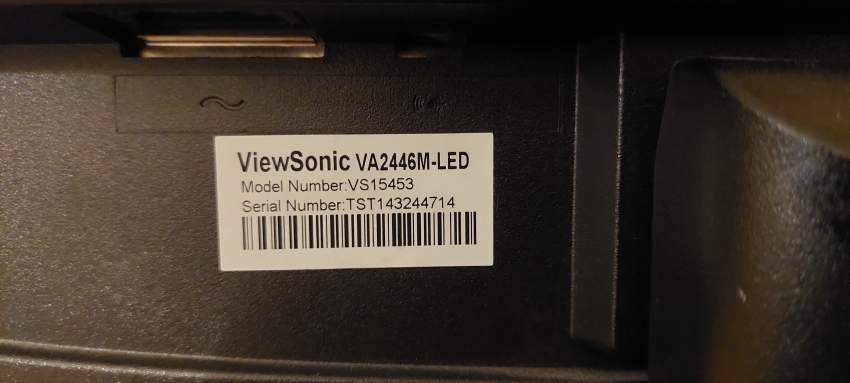 ViewSonic VA2446M-LED
Model Number:VS15453
Serial Number:TST143244714